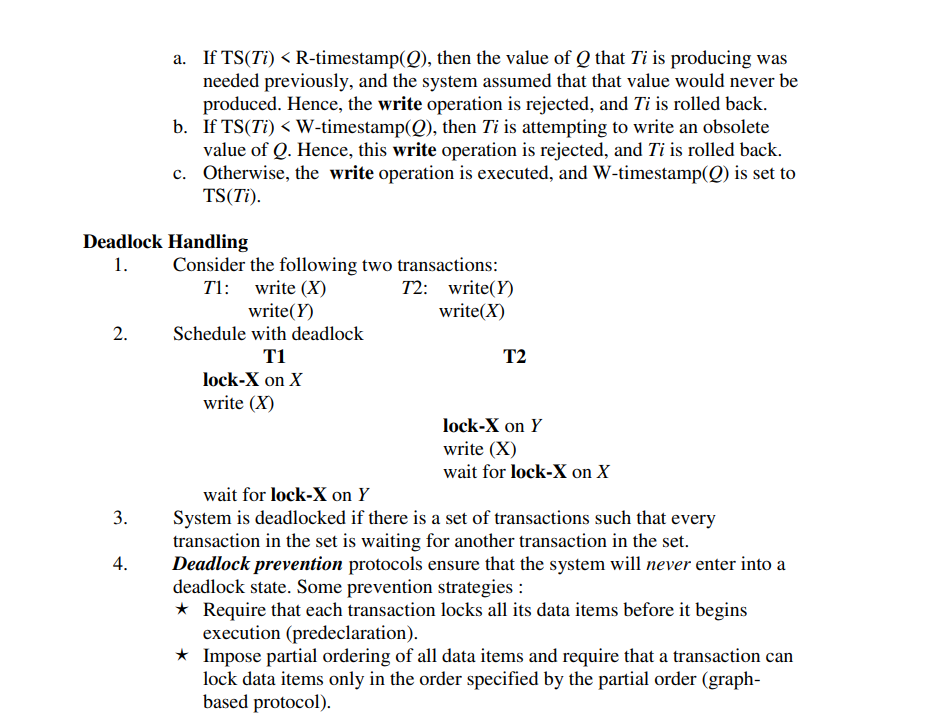 a. If TS(Ti) < R-timestamp(Q), then the value of Q that Ti is producing was
needed previously, and the system assumed that that value would never be
produced. Hence, the write operation is rejected, and Ti is rolled back.
b. If TS(Ti) < W-timestamp(Q), then Ti is attempting to write an obsolete
value of Q. Hence, this write operation is rejected, and Ti is rolled back.
c. Otherwise, the write operation is executed, and W-timestamp(Q) is set to
TS(Ti).
Deadlock Handling
1. Consider the following two transactions:
T1: write (X) T2: write(Y)
write(Y) write(X)
2. Schedule with deadlock
T1 T2
lock-X on X
write (X)
lock-X on Y
write (X)
wait for lock-X on X
wait for lock-X on Y
3. System is deadlocked if there is a set of transactions such that every
transaction in the set is waiting for another transaction in the set.
4. Deadlock prevention protocols ensure that the system will never enter into a
deadlock state. Some prevention strategies :
★ Require that each transaction locks all its data items before it begins
execution (predeclaration).
★ Impose partial ordering of all data items and require that a transaction can
lock data items only in the order specified by the partial order (graph-
based protocol).